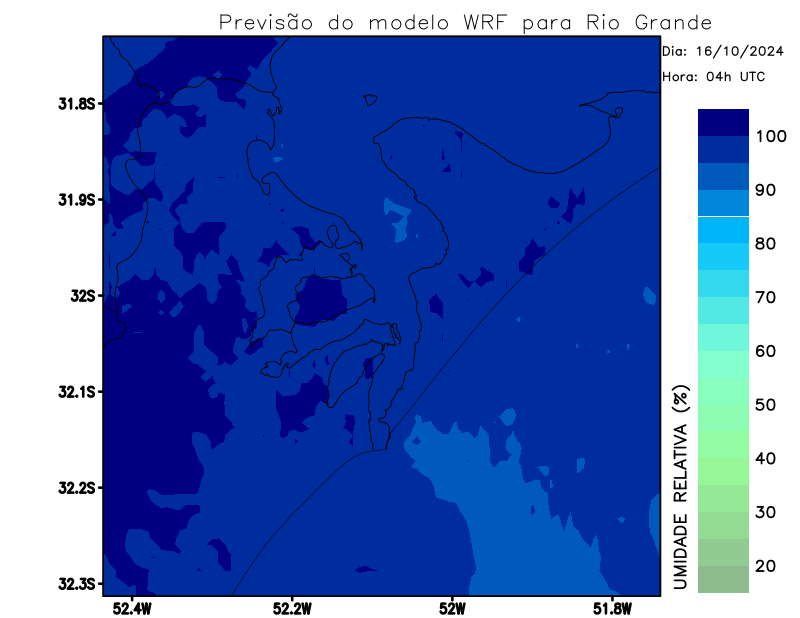 Previsão do modelo WRF para Rio Grande
Dia: 16/10/2024
Hora: 04h UTC
31.8S
31.9S
32S
32.1S
32.2S
32.3S
52.4W
52.2W
52W
51.8W
100
90
80
70
60
50
40
30
20
UMIDADE RELATIVA (%)